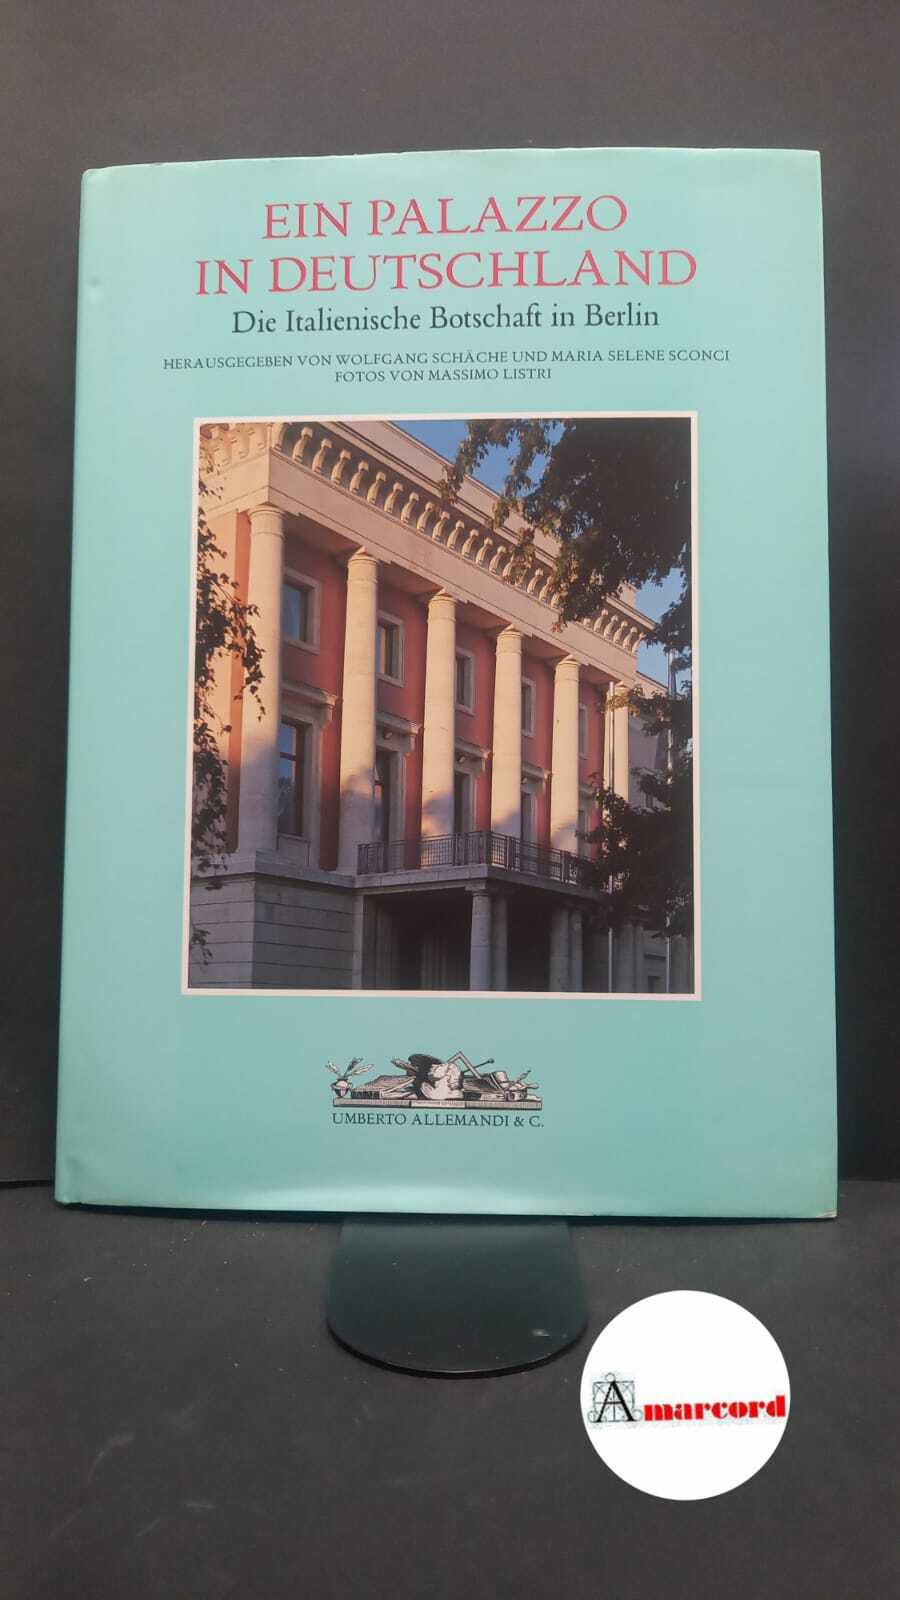 EIN PALAZZO
IN DEUTSCHLAND
Die Italienische Botschaft in Berlin
HERAUSGEGEBEN VON WOLFGANG SCHÄCHE UND MARIA SELENE SCONCI
FOTOS VON MASSIMO LISTRI
UMBERTO ALLEMANDI & C.
Amarcord